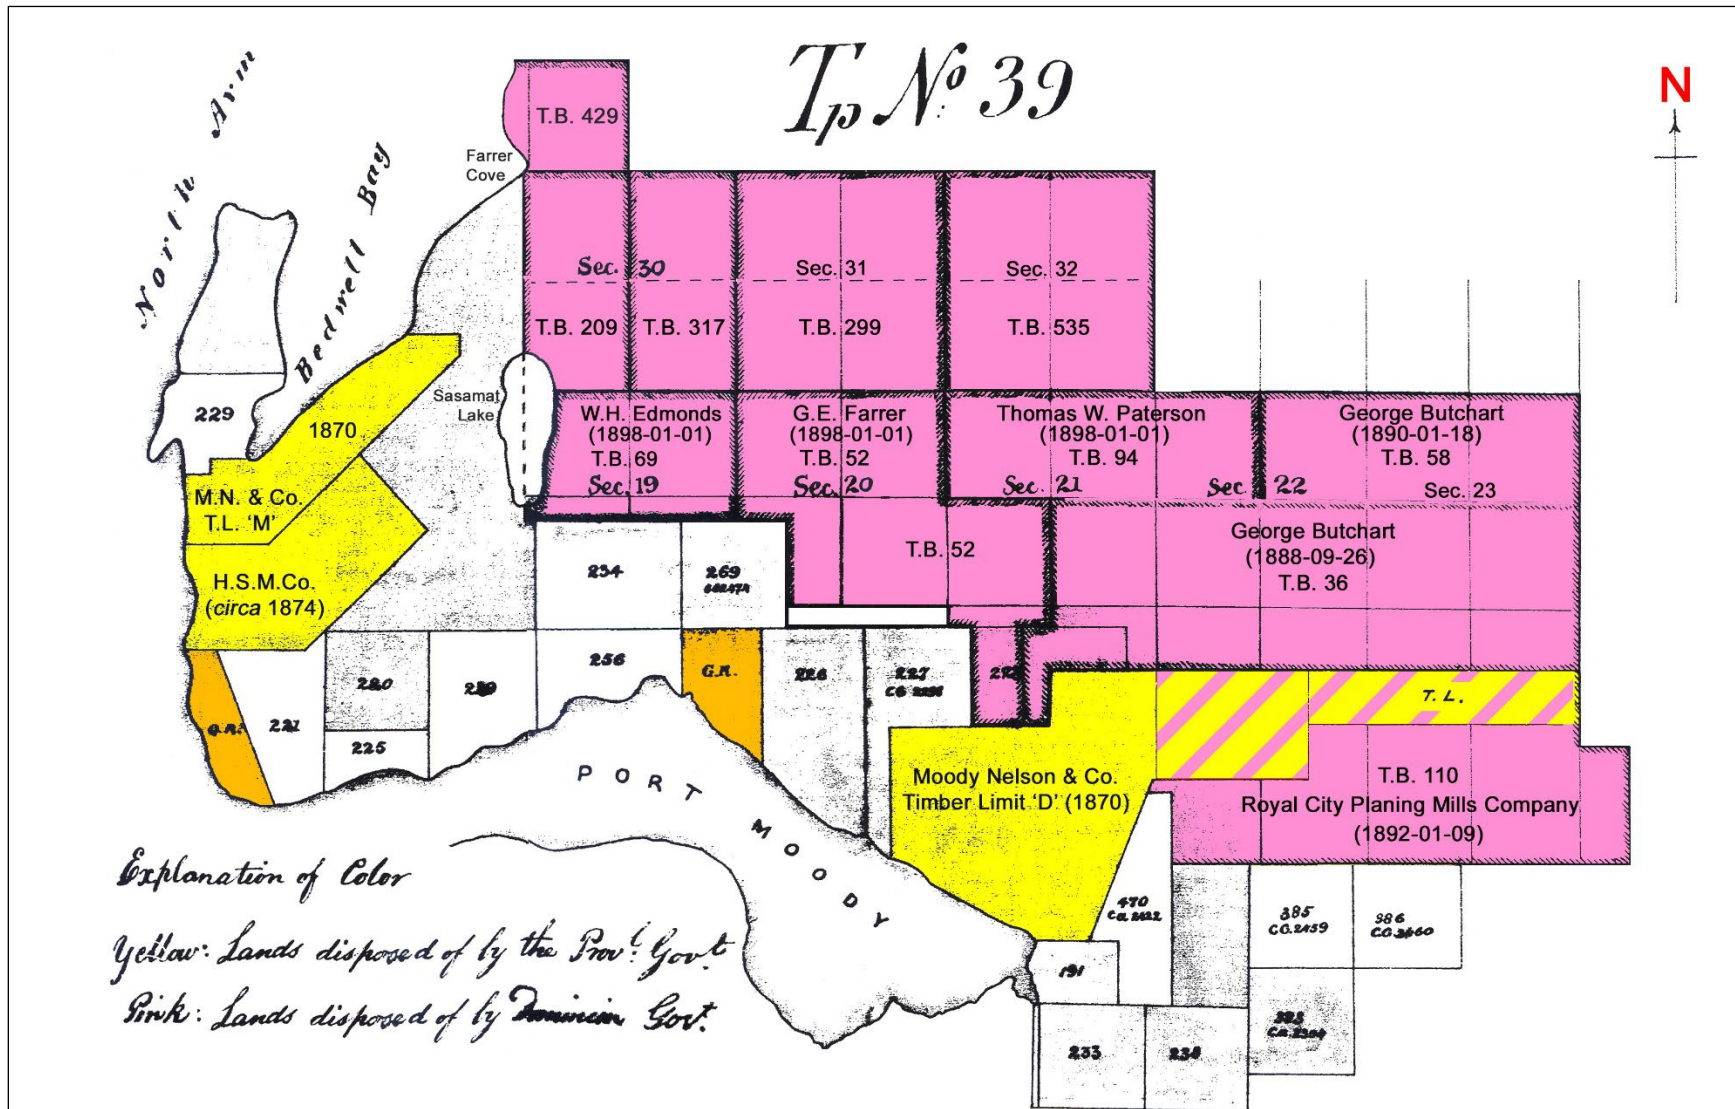 Tp No. 39
N
North Arm
Bedwell Bay
Farrer
Cove
T.B. 429
Sec. 30
Sec. 31
Sec. 32
T.B. 209
T.B. 317
T.B. 299
T.B. 535
229
Sasamat
Lake
1870
M.N. & Co.
T.L. 'M'
H.S.M.Co.
(circa 1874)
W.H. Edmonds
(1898-01-01)
T.B. 69
Sec. 19
G.E. Farrer
(1898-01-01)
T.B. 52
Sec. 20
Thomas W. Paterson
(1898-01-01)
T.B. 94
Sec. 21
Sec 22
George Butchart
(1890-01-18)
T.B. 58
Sec. 23
T.B. 52
George Butchart
(1888-09-26)
T.B. 36
234
269
G.R.
221
225
256
G.R.
226
227
T.L.
Moody Nelson & Co.
Timber Limit 'D' (1870)
T.B. 110
Royal City Planing Mills Company
(1892-01-09)
PORT MOODY
470
191
385
C.G. 2159
386
233
238
Explanation of Color
Yellow: Lands disposed of by the Provl. Govt.
Pink: Lands disposed of by Dominion Govt.